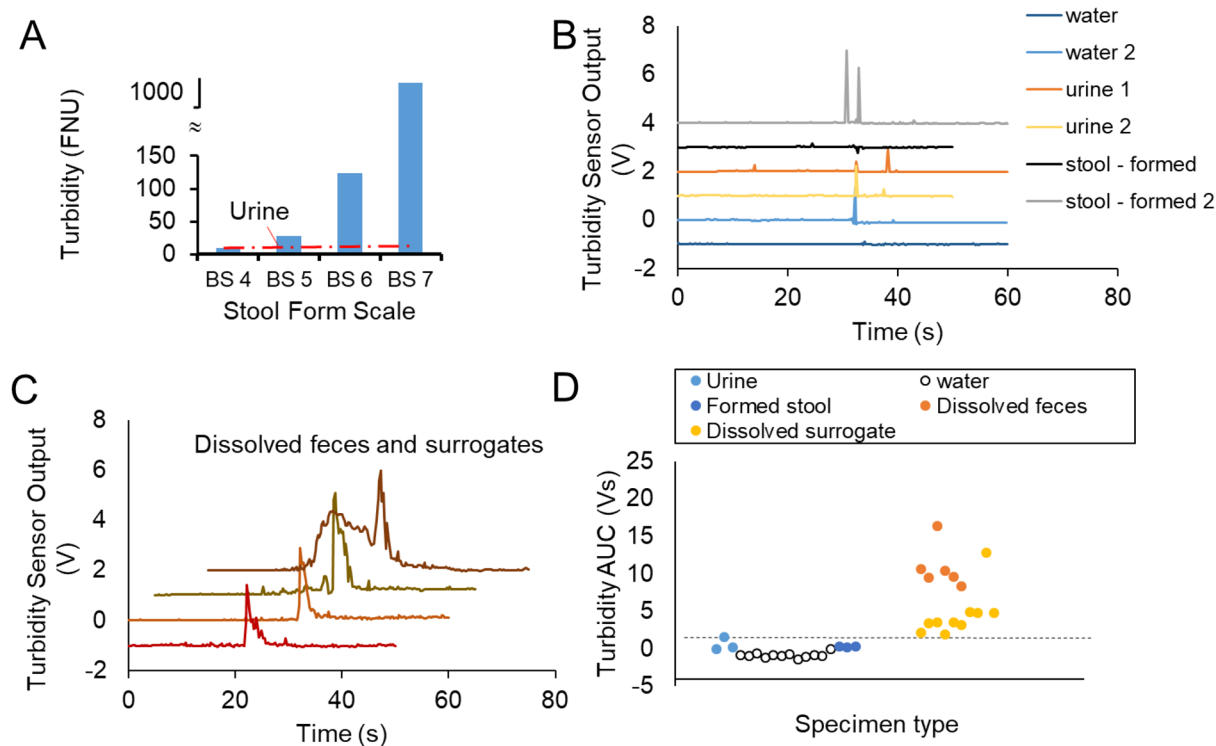 A
Turbidity (FNU)
1000
≈
150
100
50
0
Urine
BS 4 BS 5 BS 6 BS 7
Stool Form Scale
B
Turbidity Sensor Output
(V)
8
6
4
2
0
-2
0 20 40 60 80
Time (s)
water
water 2
urine 1
urine 2
stool - formed
stool - formed 2
C
Dissolved feces and surrogates
Turbidity Sensor Output
(V)
8
6
4
2
0
-2
0 20 40 60 80
Time (s)
D
Urine water
Formed stool Dissolved feces
Dissolved surrogate
Turbidity AUC (Vs)
25
20
15
10
5
0
-5
Specimen type